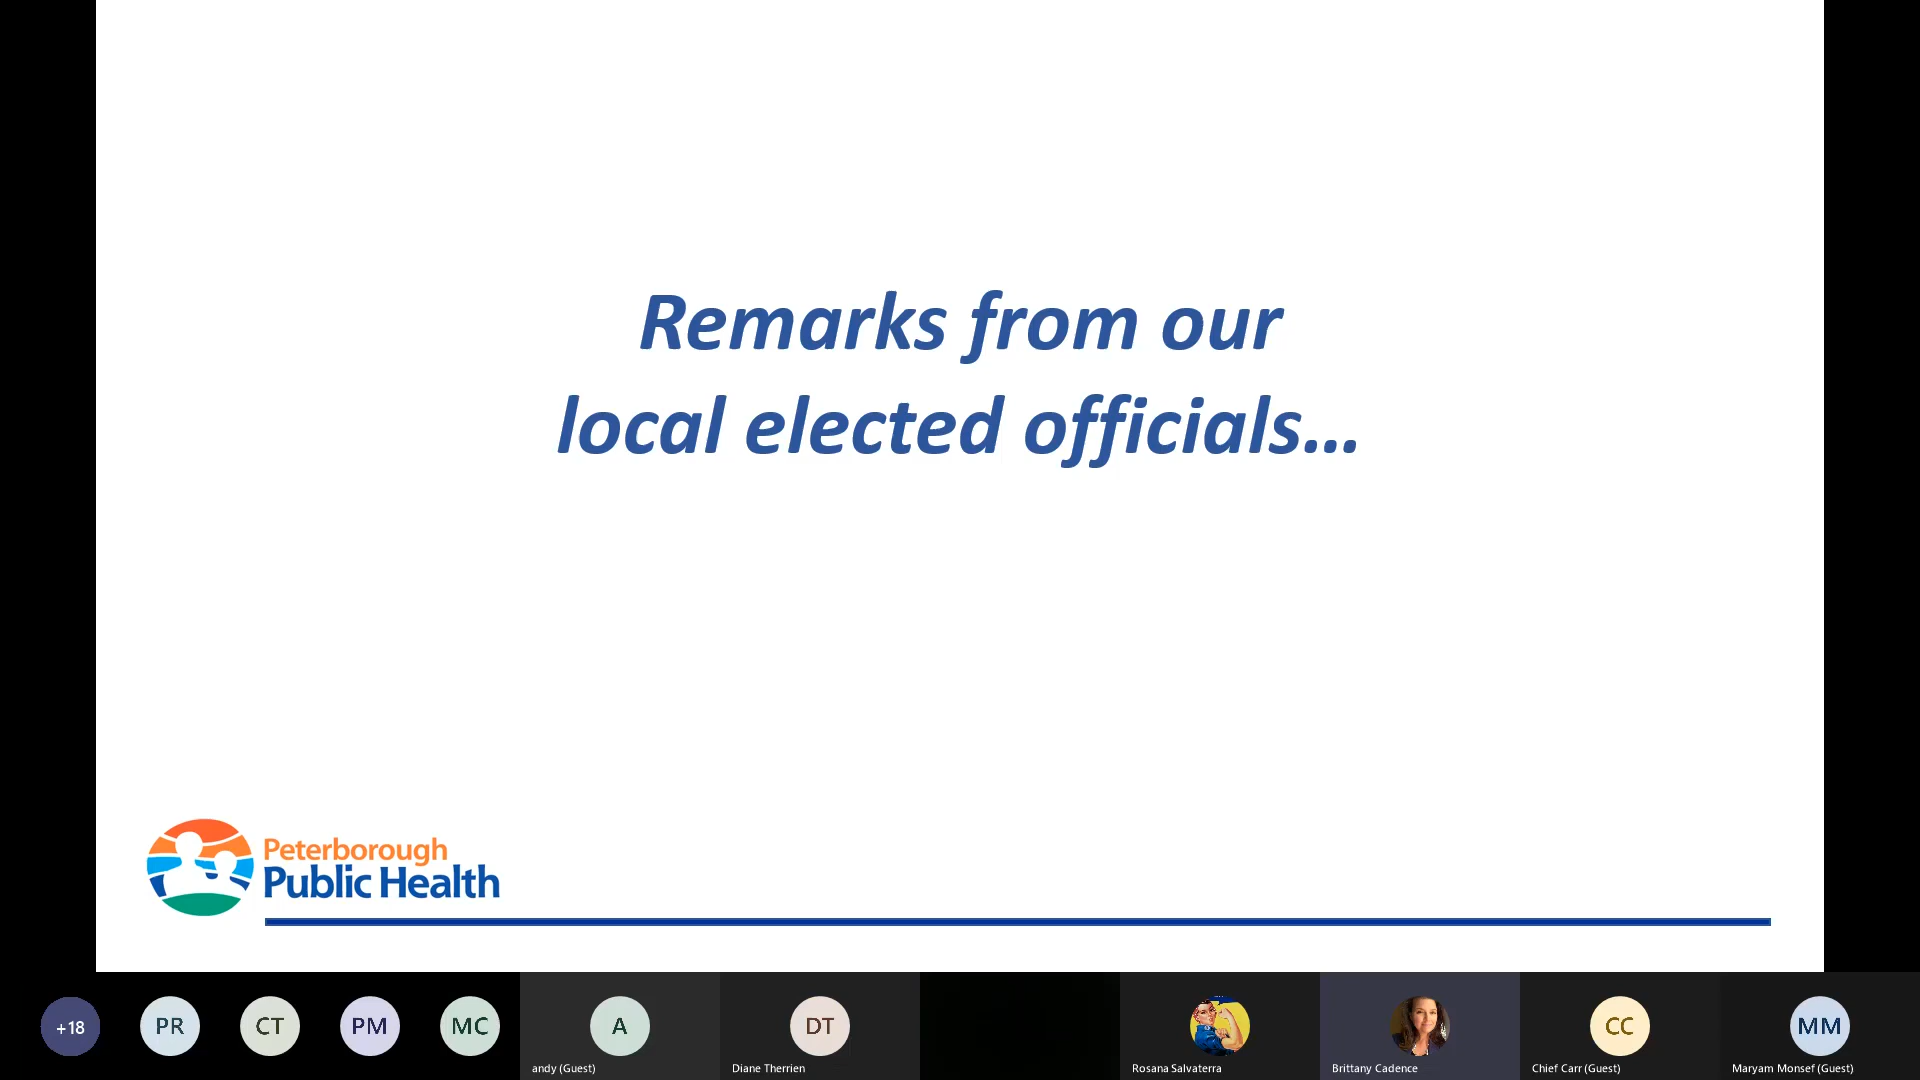 Remarks from our
local elected officials...
Peterborough
Public Health
+18
PR
CT
PM
MC
A
DT
CC
MM
andy (Guest)
Diane Therrien
Rosana Salvaterra
Brittany Cadence
Chief Carr (Guest)
Maryam Monsef (Guest)